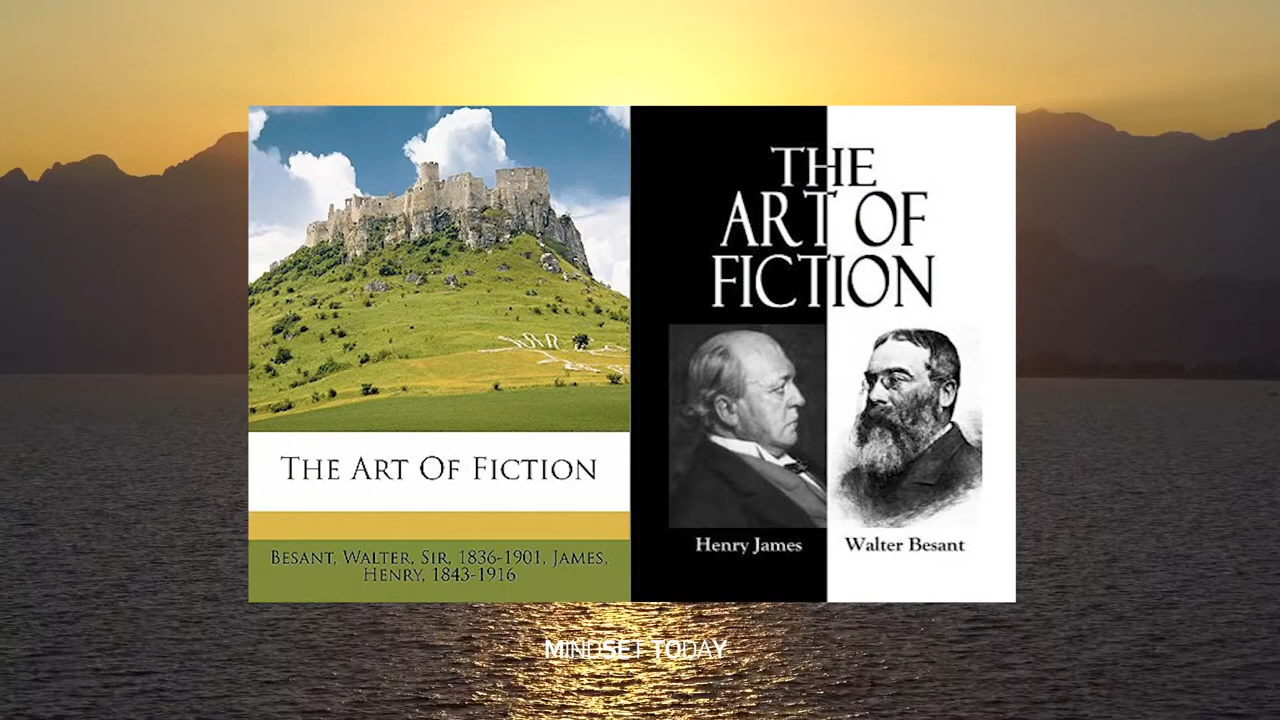 THE ART OF FICTION
BESANT, WALTER, SIR, 1836-1901, JAMES,
HENRY, 1843-1916
THE
ART OF
FICTION
Henry James
Walter Besant
MINDSET TODAY